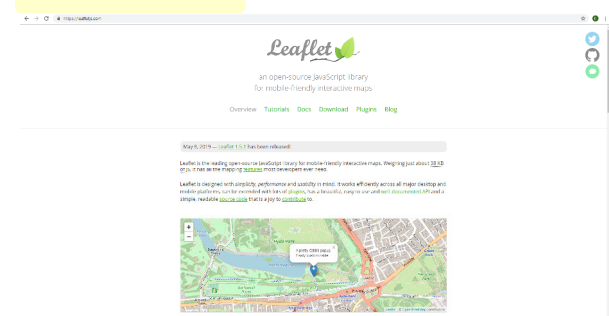 https://leafletjs.com
Leaflet
an open-source JavaScript library
for mobile-friendly interactive maps
Overview Tutorials Docs Download Plugins Blog
May 8, 2019 — Leaflet 1.5.1 has been released!
Leaflet is the leading open-source JavaScript library for mobile-friendly interactive maps. Weighing just about 38 KB
of JS, it has all the mapping features most developers ever need.
Leaflet is designed with simplicity, performance and usability in mind. It works efficiently across all major desktop and
mobile platforms, can be extended with lots of plugins, has a beautiful, easy to use and well-documented API and a
simple, readable source code that is a joy to contribute to.
+
A pretty CSS3 popup.
Easily customizable.
−
Hyde Park